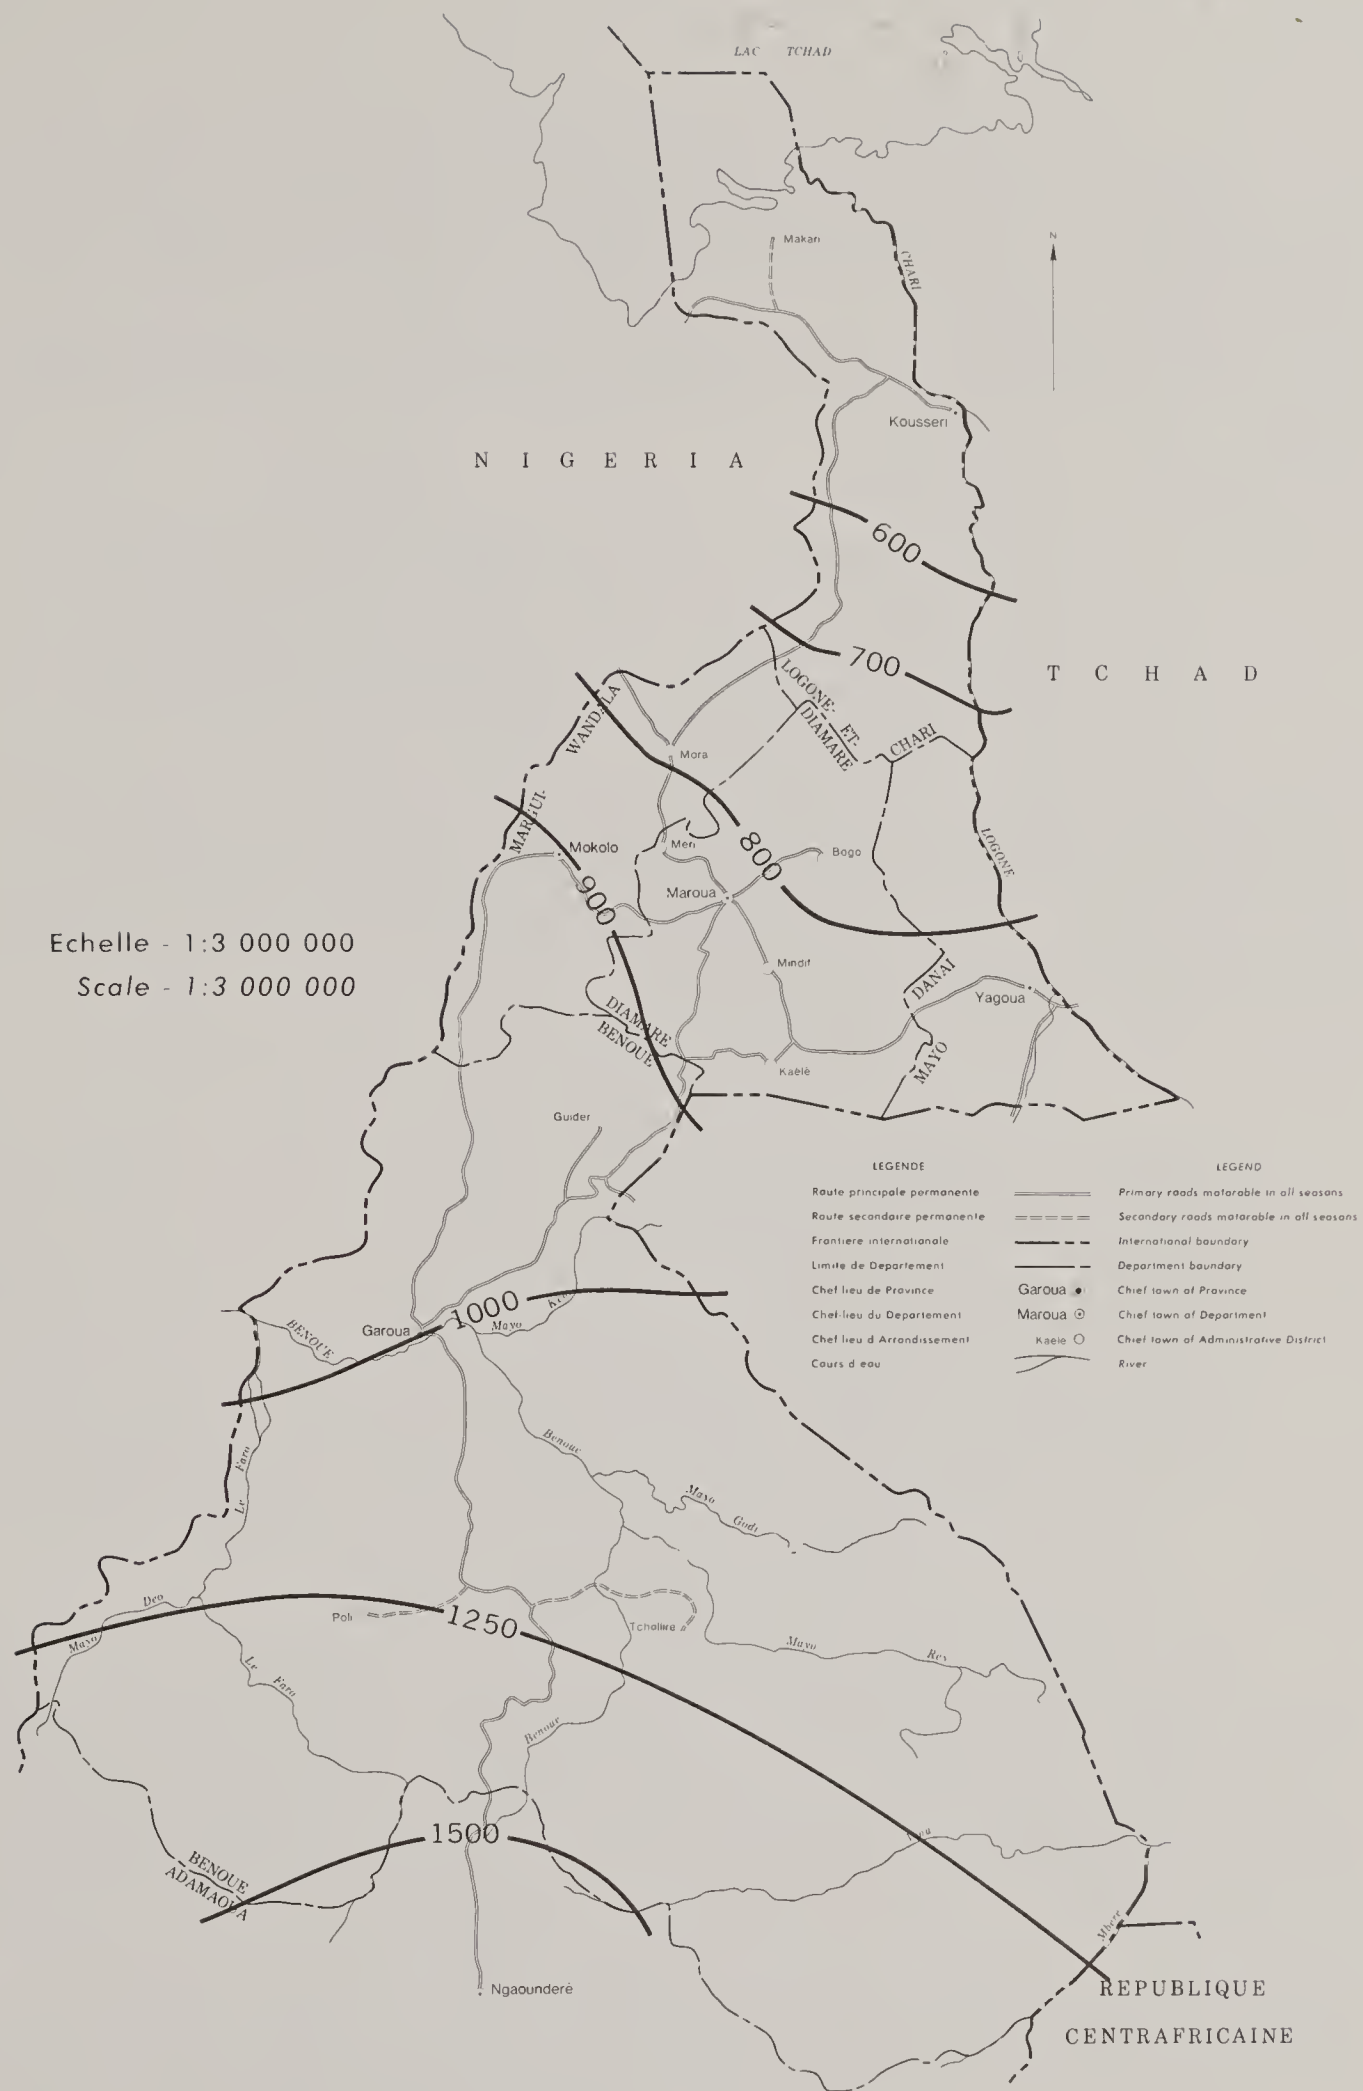 LAC TCHAD
Makari
N
CHARI
Kousseri
N I G E R I A
600
700
T C H A D
LOGONE-ET-CHARI
DIAMARE
WANDALA
MARGUI-
Mora
Mokolo
Meri
800
Bogo
LOGONE
900
Maroua
Echelle - 1:3 000 000
Scale - 1:3 000 000
Mindif
DANAI
MAYO
Yagoua
DIAMARE
BENOUE
Kaélé
Guider
LEGENDE
LEGEND
Route principale permanente
Primary roads motorable in all seasons
Route secondaire permanente
Secondary roads motorable in all seasons
Frontiere internationale
International boundary
Limite de Departement
Department boundary
Chef lieu de Province
Garoua
Chief town of Province
Chef-lieu du Departement
Maroua
Chief town of Department
Chef lieu d Arrondissement
Kaele
Chief town of Administrative District
Cours d eau
River
1000
Mayo
BENOUE
Garoua
Le Faro
Benoue
Mayo Godi
Mayo Deo
Poli
1250
Tchollire
Mayo Rey
Le Faro
Benoue
1500
BENOUE
ADAMAOUA
Mbere
Ngaoundéré
REPUBLIQUE
CENTRAFRICAINE